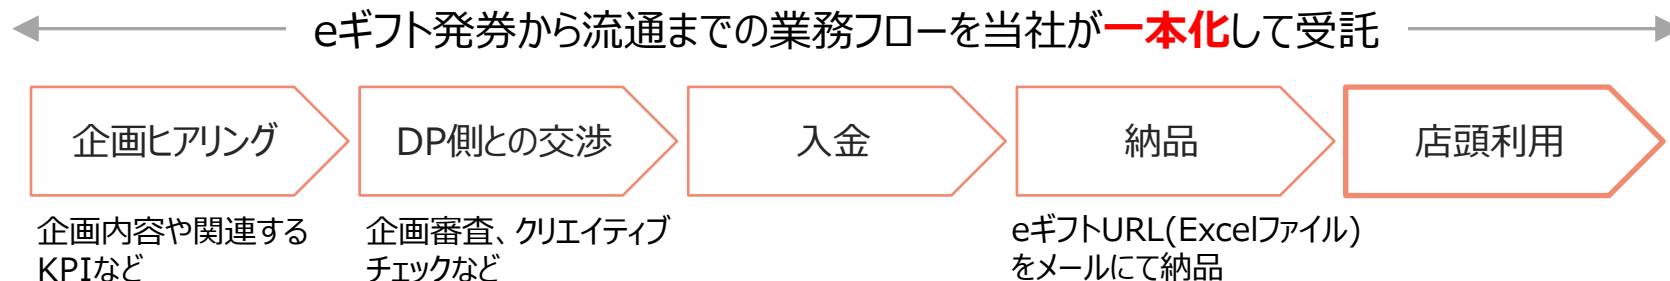 eギフト発券から流通までの業務フローを当社が一本化して受託
企画ヒアリング
DP側との交渉
入金
納品
店頭利用
企画内容や関連する
KPIなど
企画審査、クリエイティブ
チェックなど
eギフトURL(Excelファイル)
をメールにて納品